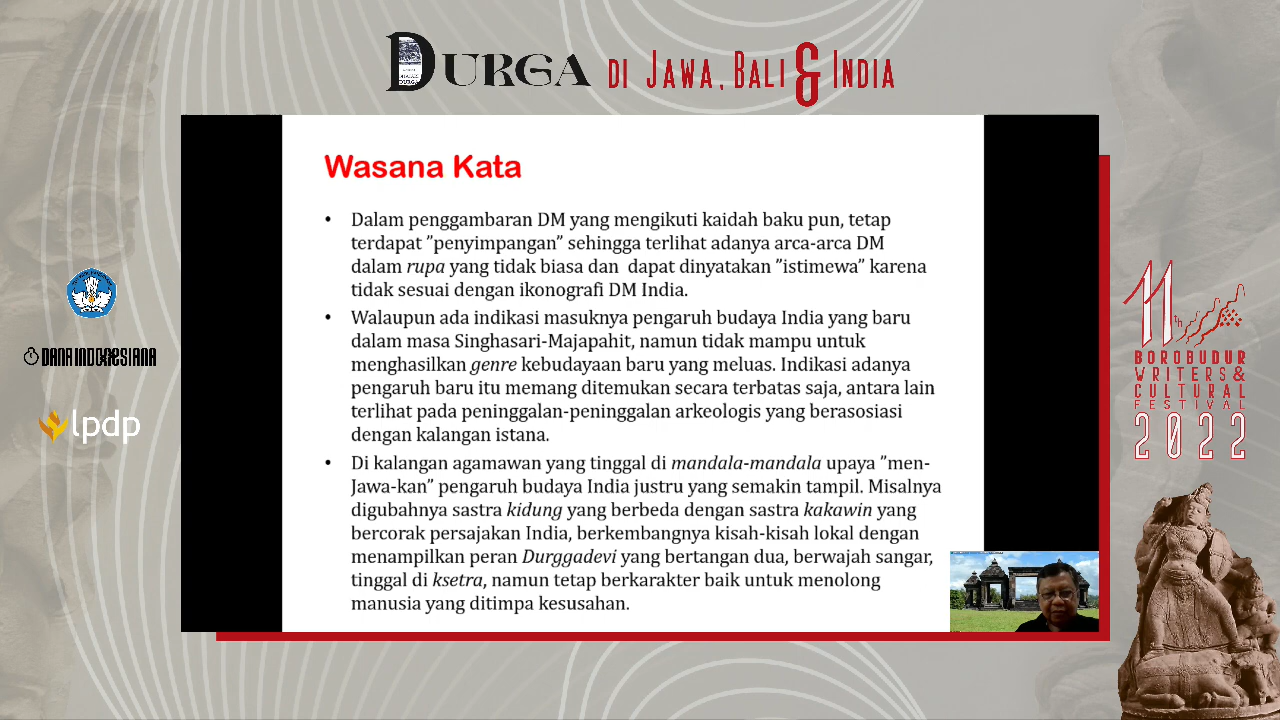 DURGA DI JAWA, BALI & INDIA
Wasana Kata
• Dalam penggambaran DM yang mengikuti kaidah baku pun, tetap
terdapat ”penyimpangan” sehingga terlihat adanya arca-arca DM
dalam rupa yang tidak biasa dan dapat dinyatakan ”istimewa” karena
tidak sesuai dengan ikonografi DM India.
• Walaupun ada indikasi masuknya pengaruh budaya India yang baru
dalam masa Singhasari-Majapahit, namun tidak mampu untuk
menghasilkan genre kebudayaan baru yang meluas. Indikasi adanya
pengaruh baru itu memang ditemukan secara terbatas saja, antara lain
terlihat pada peninggalan-peninggalan arkeologis yang berasosiasi
dengan kalangan istana.
• Di kalangan agamawan yang tinggal di mandala-mandala upaya ”men-
Jawa-kan” pengaruh budaya India justru yang semakin tampil. Misalnya
digubahnya sastra kidung yang berbeda dengan sastra kakawin yang
bercorak persajakan India, berkembangnya kisah-kisah lokal dengan
menampilkan peran Durggadevi yang bertangan dua, berwajah sangar,
tinggal di ksetra, namun tetap berkarakter baik untuk menolong
manusia yang ditimpa kesusahan.
DANA INDONESIANA
lpdp
11th
BOROBUDUR
WRITERS &
CULTURAL
FESTIVAL
2022